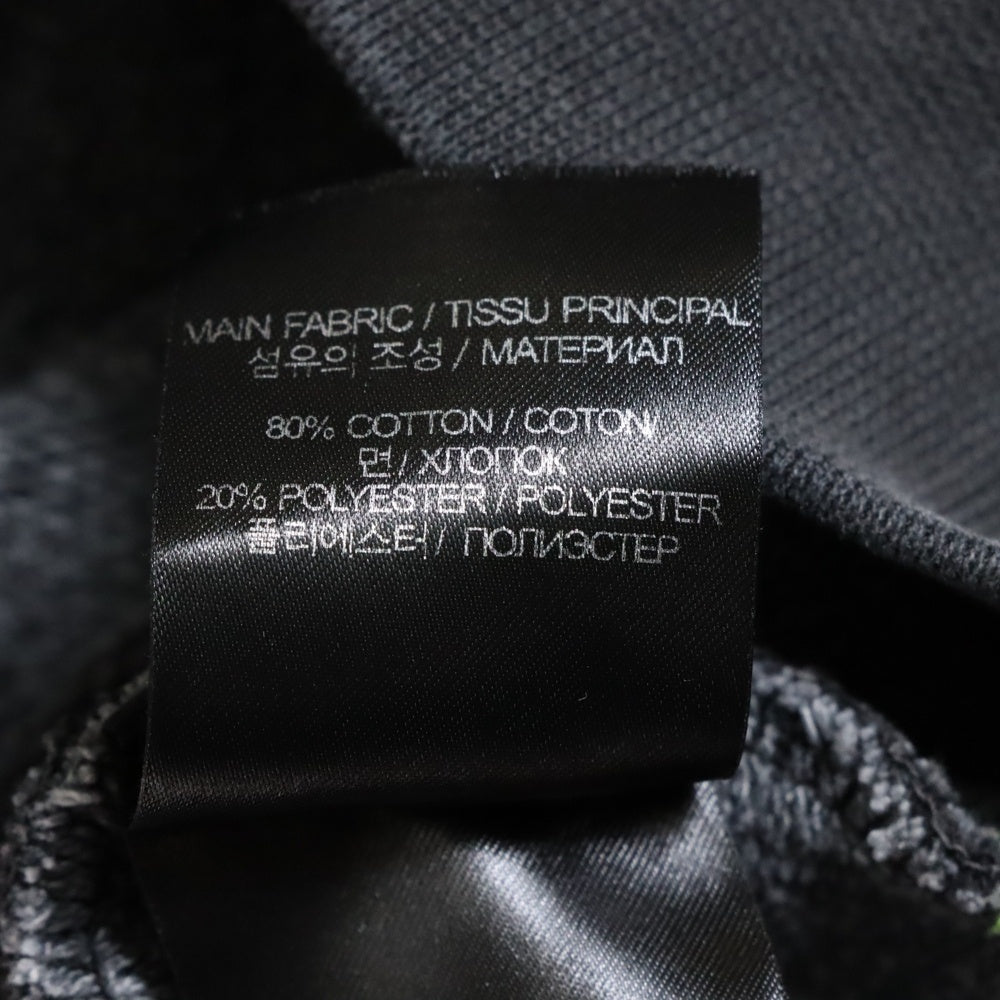 MAIN FABRIC / TISSU PRINCIPAL
섬유의 조성 / МАТЕРИАЛ
80% COTTON / COTON
면 / ХЛОПОК
20% POLYESTER / POLYESTER
폴리에스터 / ПОЛИЭСТЕР